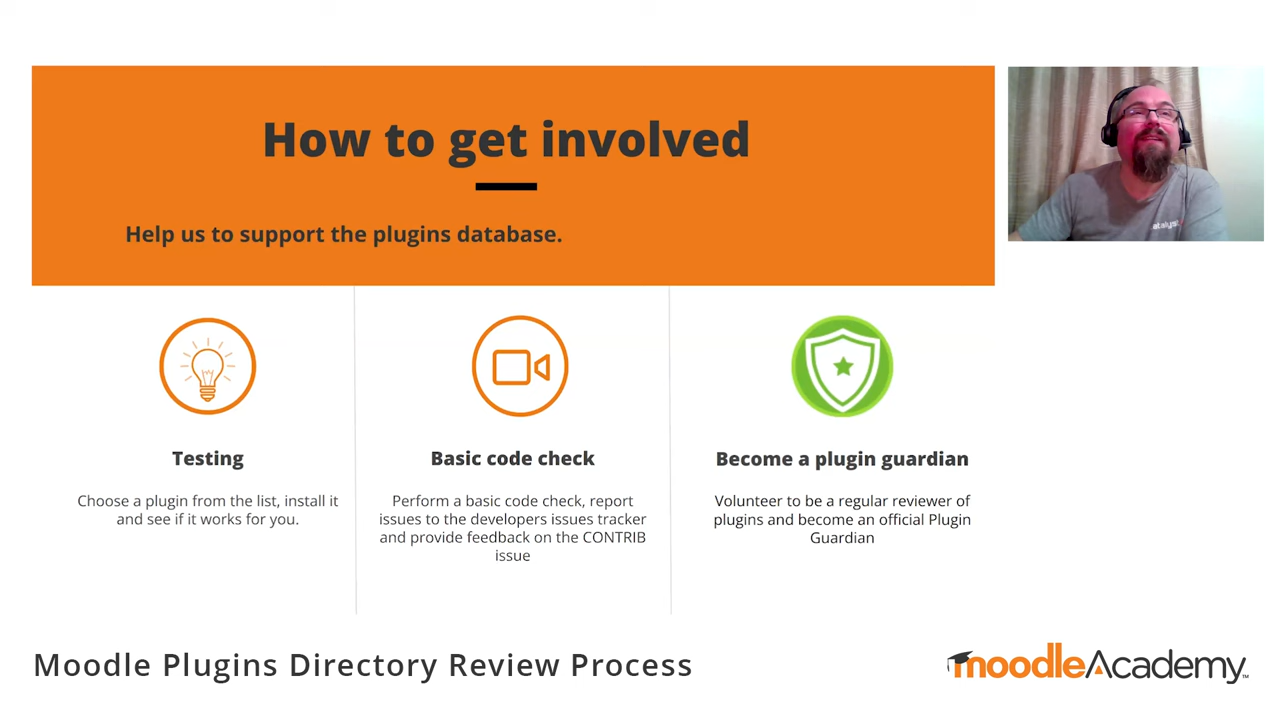 How to get involved
Help us to support the plugins database.
Testing
Choose a plugin from the list, install it
and see if it works for you.
Basic code check
Perform a basic code check, report
issues to the developers issues tracker
and provide feedback on the CONTRIB
issue
Become a plugin guardian
Volunteer to be a regular reviewer of
plugins and become an official Plugin
Guardian
Moodle Plugins Directory Review Process
moodleAcademy™